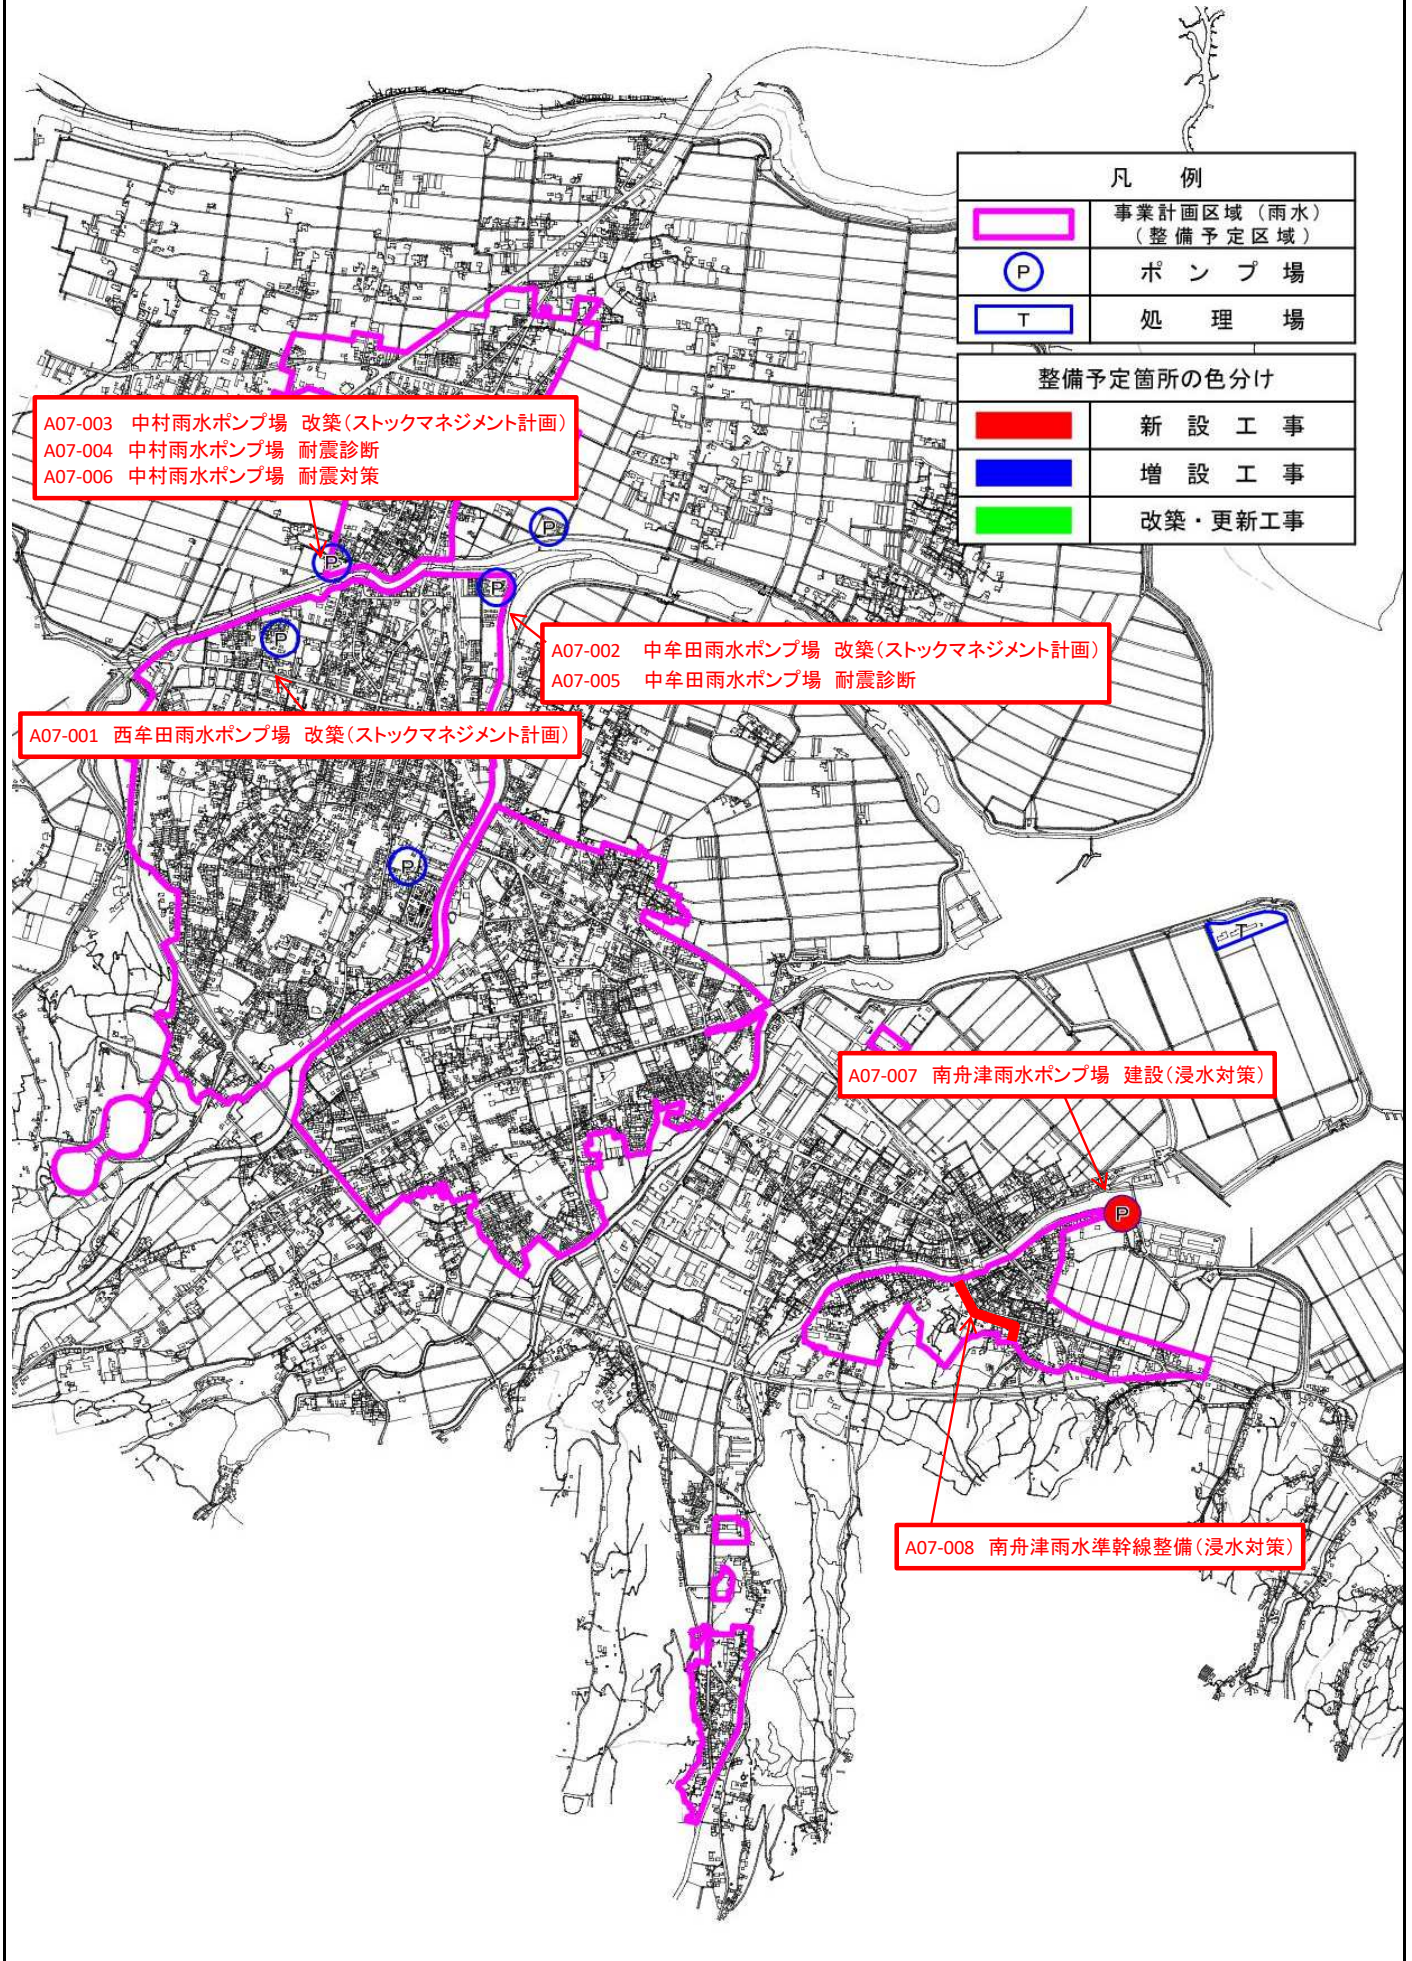 凡 例
事業計画区域(雨水)
(整備予定区域)
P
ポンプ場
T
処理場
整備予定箇所の色分け
新設工事
増設工事
改築・更新工事
A07-003 中村雨水ポンプ場 改築(ストックマネジメント計画)
A07-004 中村雨水ポンプ場 耐震診断
A07-006 中村雨水ポンプ場 耐震対策
P
P
P
P
A07-002 中牟田雨水ポンプ場 改築(ストックマネジメント計画)
A07-005 中牟田雨水ポンプ場 耐震診断
A07-001 西牟田雨水ポンプ場 改築(ストックマネジメント計画)
P
T
A07-007 南舟津雨水ポンプ場 建設(浸水対策)
P
A07-008 南舟津雨水準幹線整備(浸水対策)